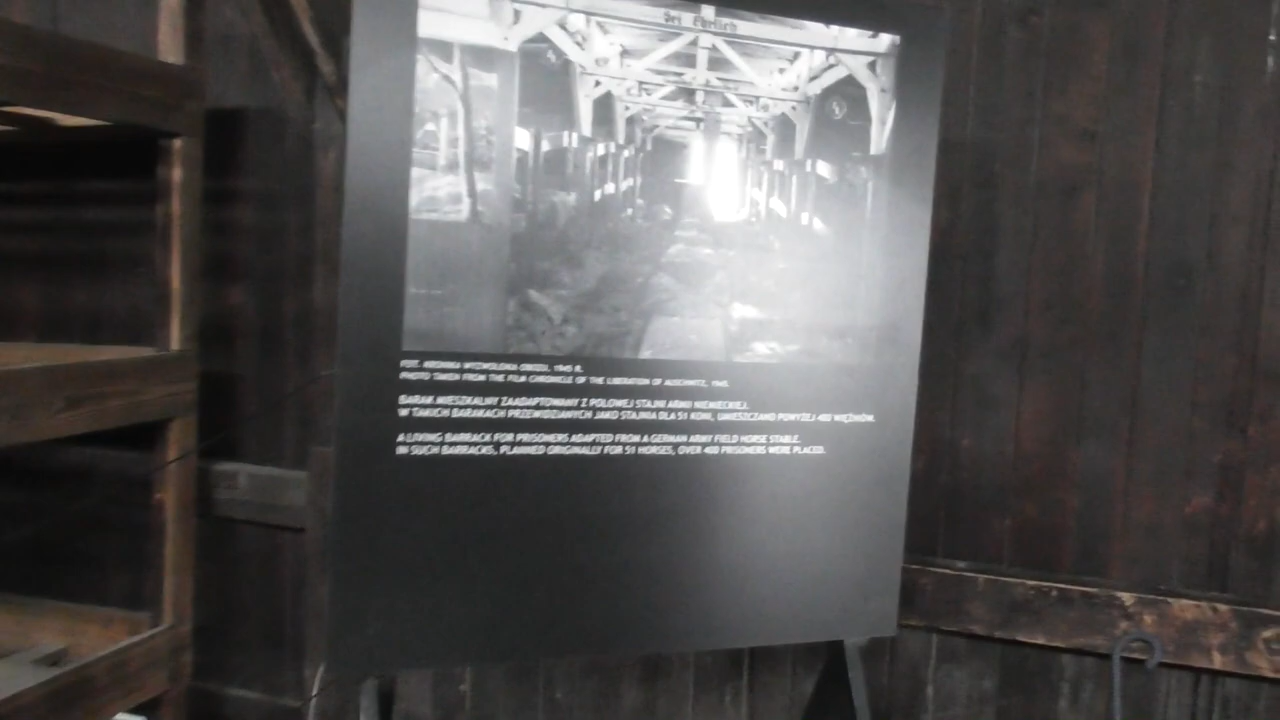 Sei Ehrlich
FOT. KRONIKA WYZWOLENIA OBOZU, 1945 R.
PHOTO TAKEN FROM THE FILM CHRONICLE OF THE LIBERATION OF AUSCHWITZ, 1945.
BARAK MIESZKALNY ZAADAPTOWANY Z POLOWEJ STAJNI ARMII NIEMIECKIEJ.
W TAKICH BARAKACH PRZEWIDZIANYCH JAKO STAJNIA DLA 51 KONI, UMIESZCZANO POWYŻEJ 400 WIĘŹNIÓW.
A LIVING BARRACK FOR PRISONERS ADAPTED FROM A GERMAN ARMY FIELD HORSE STABLE.
IN SUCH BARRACKS, PLANNED ORIGINALLY FOR 51 HORSES, OVER 400 PRISONERS WERE PLACED.